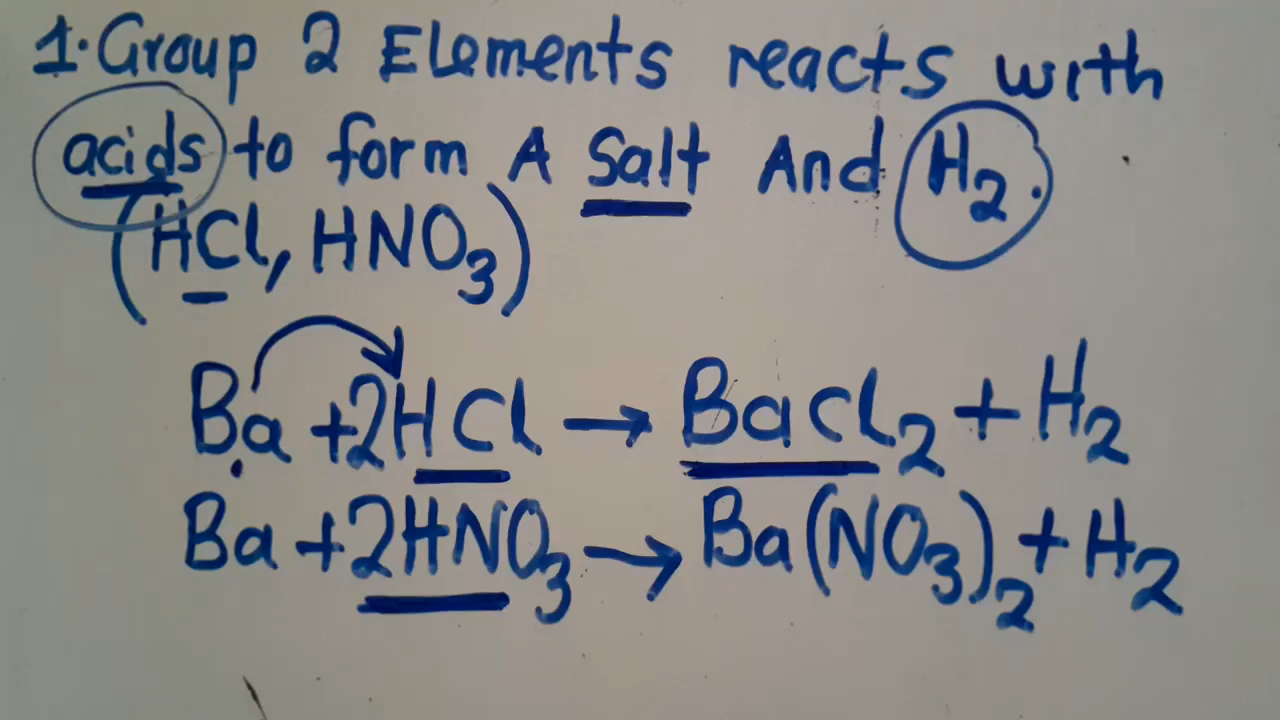 1. Group 2 Elements reacts with
acids to form A Salt And H₂.
(HCl, HNO₃)
Ba + 2HCl → BaCl₂ + H₂
Ba + 2HNO₃ → Ba(NO₃)₂ + H₂